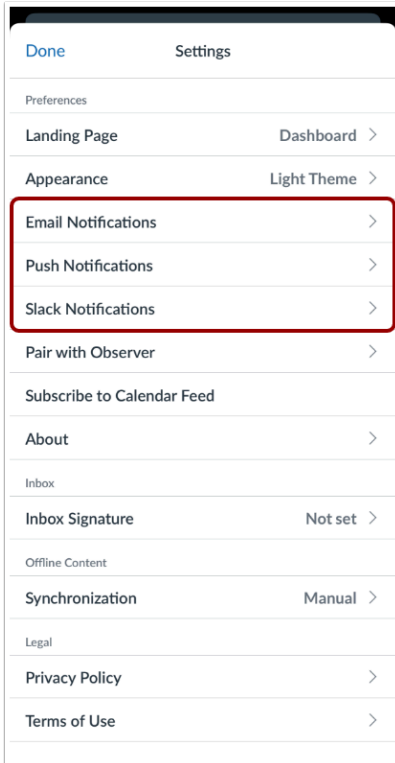 Done Settings
Preferences
Landing Page Dashboard
Appearance Light Theme
Email Notifications
Push Notifications
Slack Notifications
Pair with Observer
Subscribe to Calendar Feed
About
Inbox
Inbox Signature Not set
Offline Content
Synchronization Manual
Legal
Privacy Policy
Terms of Use